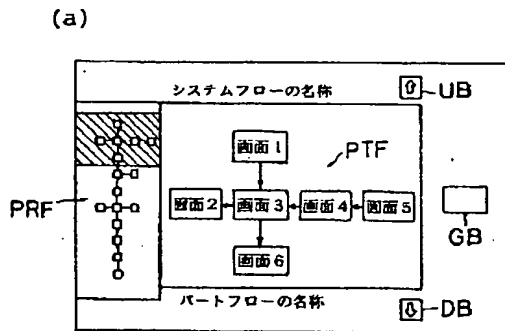 (a)
システムフローの名称
UB
画面1
PTF
PRF
画面2
画面3
画面4
画面5
GB
画面6
パートフローの名称
DB